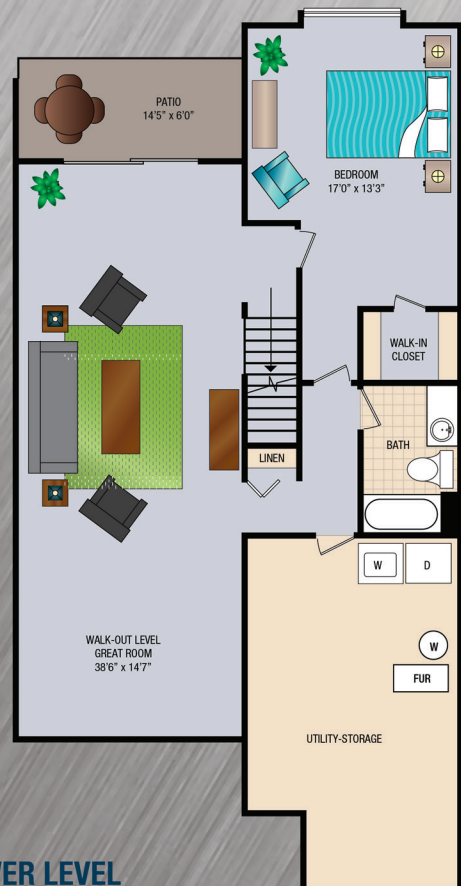 PATIO
14'5" x 6'0"
BEDROOM
17'0" x 13'3"
WALK-IN
CLOSET
BATH
LINEN
W
D
W
FUR
WALK-OUT LEVEL
GREAT ROOM
38'6" x 14'7"
UTILITY-STORAGE
WER LEVEL